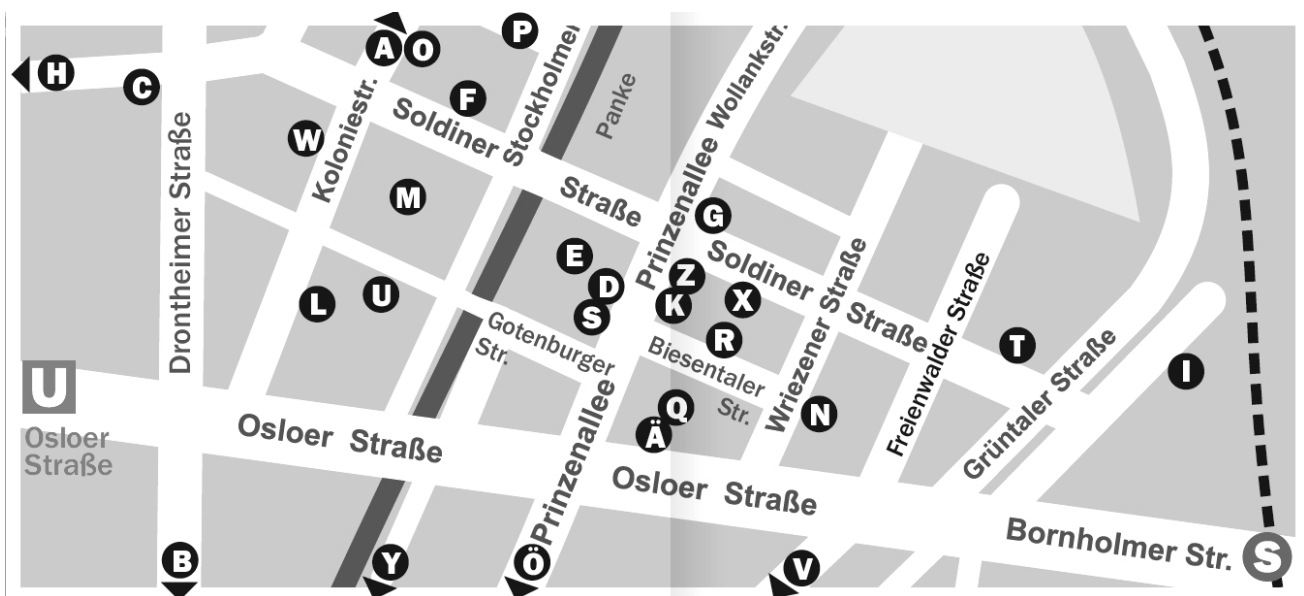 P
A
O
H
C
F
Koloniestr.
Soldiner
Stockholmer
Panke
Prinzenallee
Wollankstr.
W
M
Drontheimer Straße
Straße
G
E
D
S
Z
K
X
R
Soldiner
Straße
Wriezener Straße
Freienwalder Straße
T
I
L
U
Gotenburger
Str.
Biesentaler
Str.
Grüntaler Straße
U
Osloer
Straße
Osloer Straße
Prinzenallee
Q
Ä
N
Osloer Straße
Bornholmer Str.
S
B
Y
Ö
V